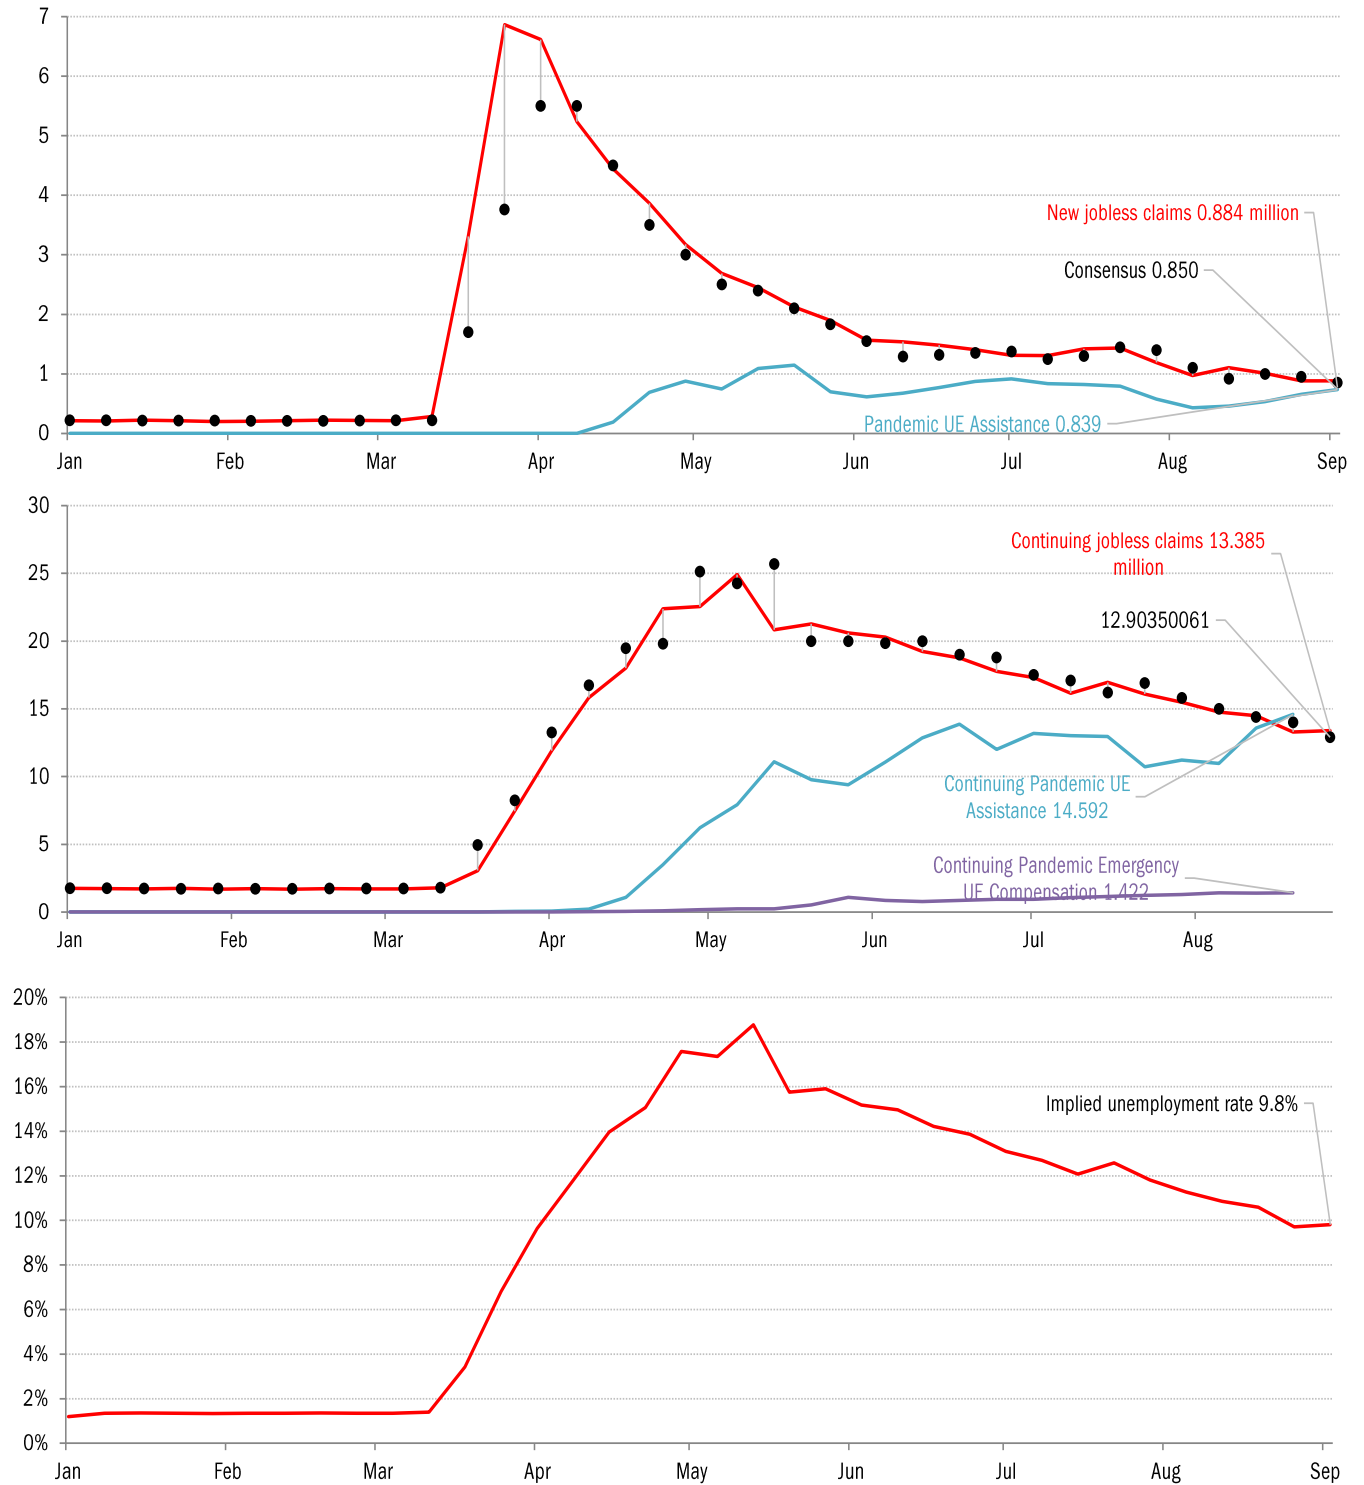 7
6
5
4
3
2
1
0
New jobless claims 0.884 million
Consensus 0.850
Pandemic UE Assistance 0.839
Jan Feb Mar Apr May Jun Jul Aug Sep
30
25
20
15
10
5
0
Continuing jobless claims 13.385
million
12.90350061
Continuing Pandemic UE
Assistance 14.592
Continuing Pandemic Emergency
UE Compensation 1.422
Jan Feb Mar Apr May Jun Jul Aug
20%
18%
16%
14%
12%
10%
8%
6%
4%
2%
0%
Implied unemployment rate 9.8%
Jan Feb Mar Apr May Jun Jul Aug Sep